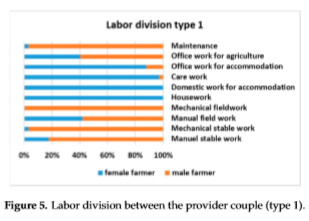 Labor division type 1
Maintenance
Office work for agriculture
Office work for accommodation
Care work
Domestic work for accommodation
Housework
Mechanical fieldwork
Manual field work
Mechanical stable work
Manuel stable work
0% 20% 40% 60% 80% 100%
female farmer male farmer
Figure 5. Labor division between the provider couple (type 1).